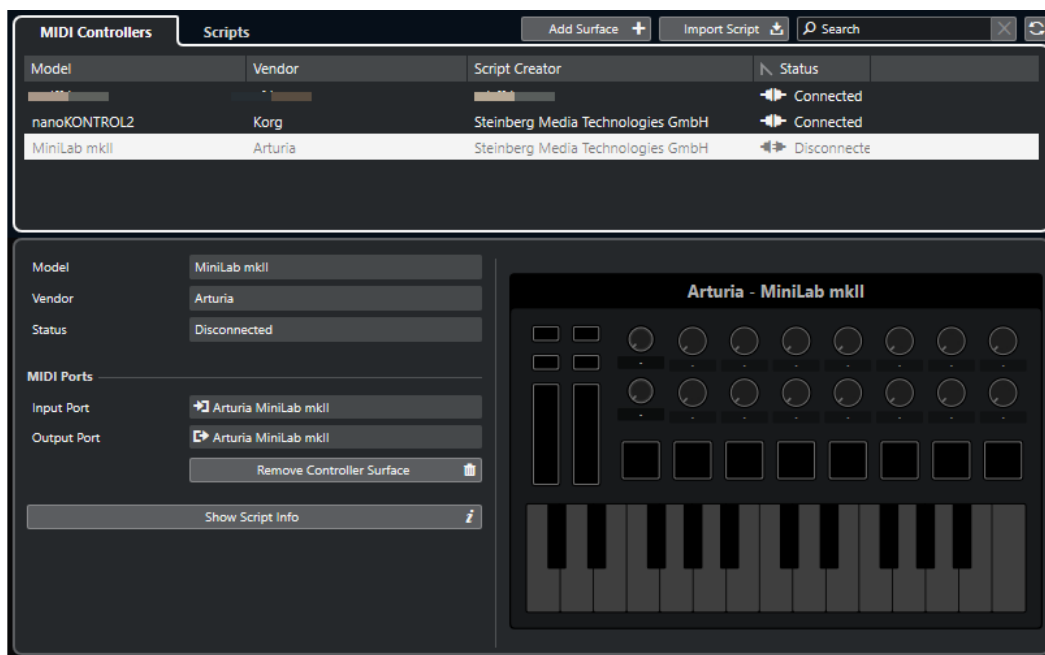 MIDI Controllers Scripts Add Surface Import Script Search
Model Vendor Script Creator Status
Connected
nanoKONTROL2 Korg Steinberg Media Technologies GmbH Connected
MiniLab mkII Arturia Steinberg Media Technologies GmbH Disconnecte
Model MiniLab mkII
Arturia - MiniLab mkII
Vendor Arturia
Status Disconnected
MIDI Ports
Input Port Arturia MiniLab mkII
Output Port Arturia MiniLab mkII
Remove Controller Surface
Show Script Info